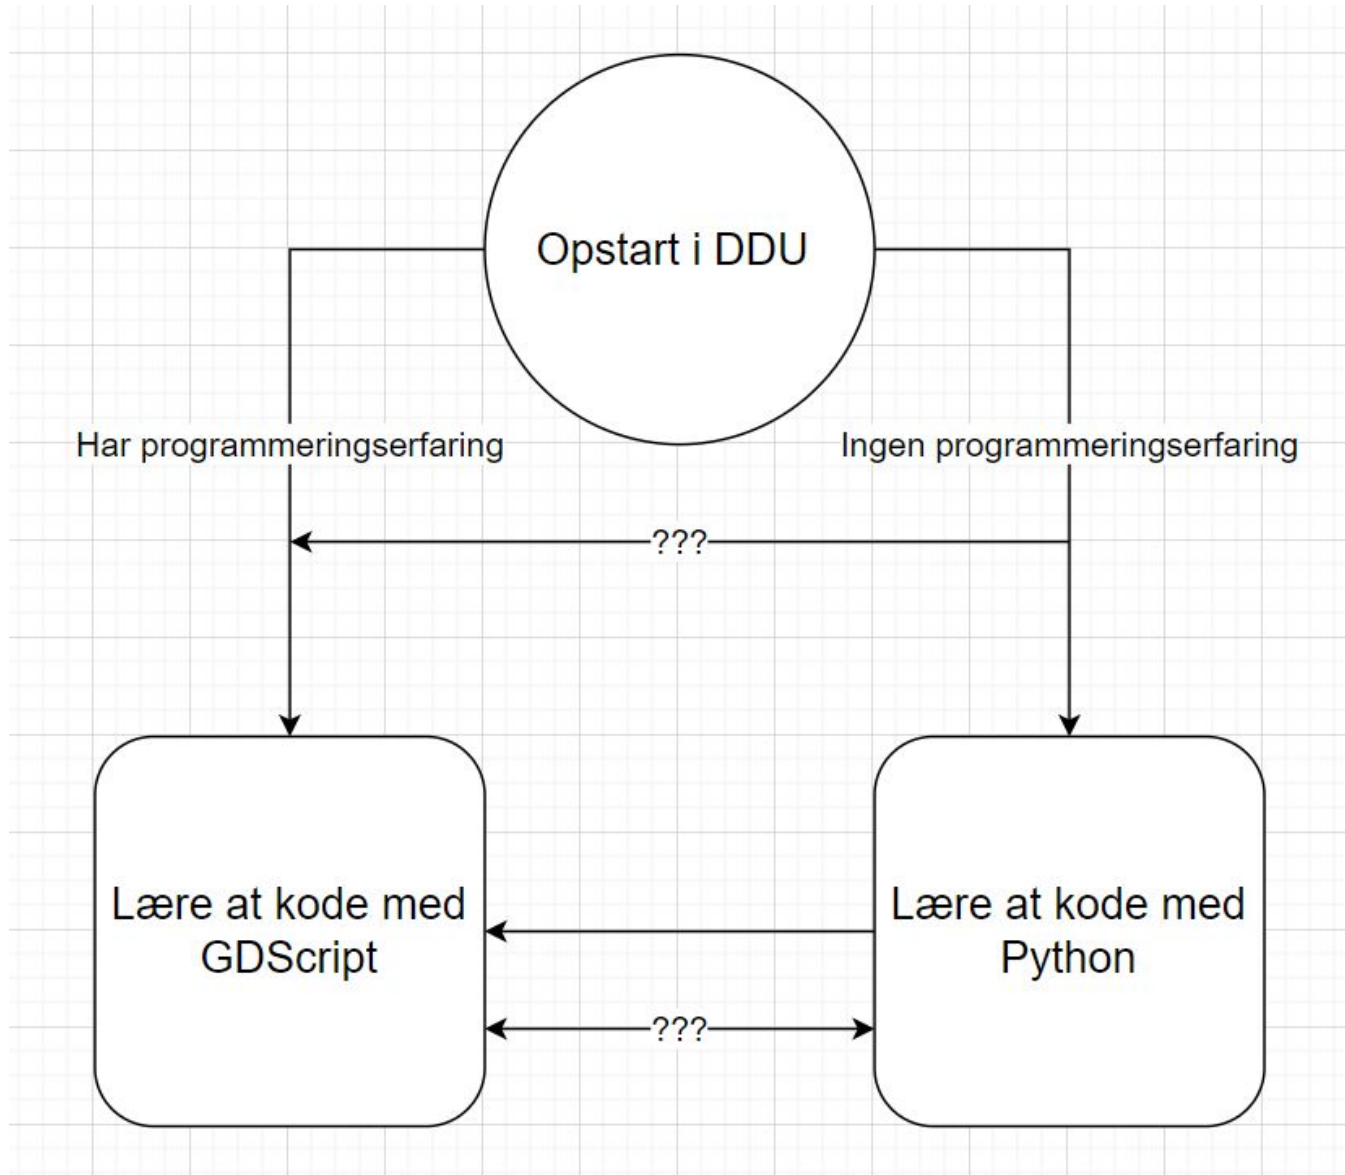 Opstart i DDU
Har programmeringserfaring
Ingen programmeringserfaring
???
Lære at kode med
GDScript
Lære at kode med
Python
???